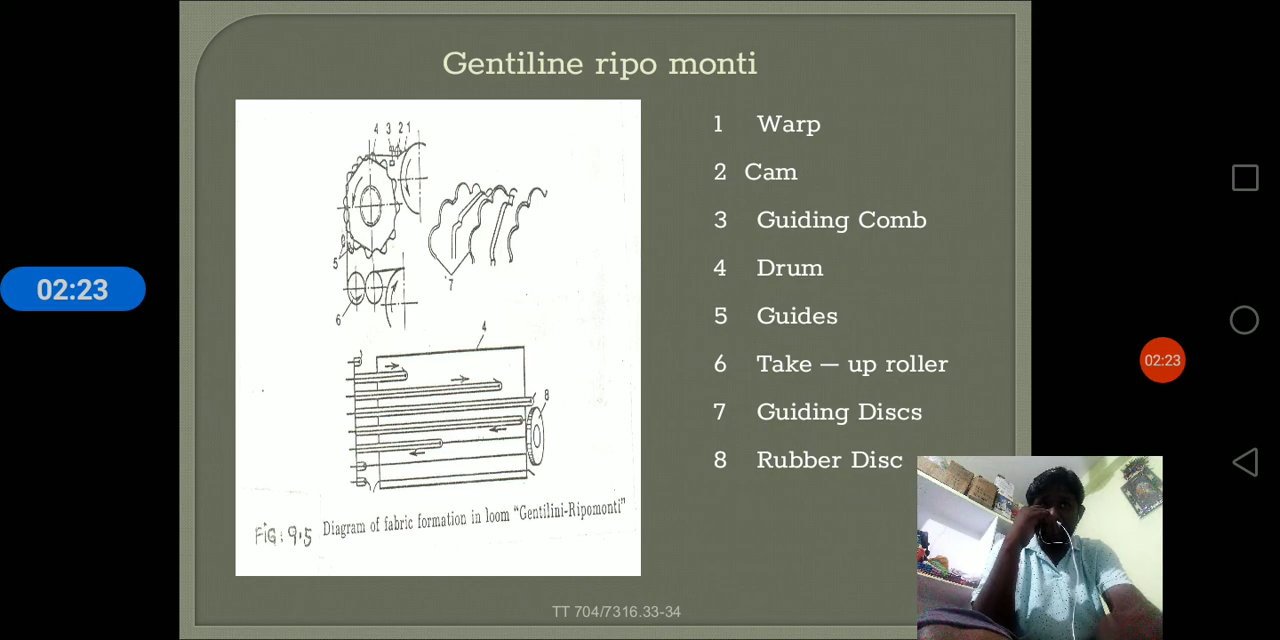 Gentiline ripo monti
4 3 2 1
5
7
6
4
8
FIG: 9.5 Diagram of fabric formation in loom "Gentilini-Ripomonti"
1 Warp
2 Cam
3 Guiding Comb
4 Drum
5 Guides
6 Take – up roller
7 Guiding Discs
8 Rubber Disc
TT 704/7316.33-34
02:23
02:23